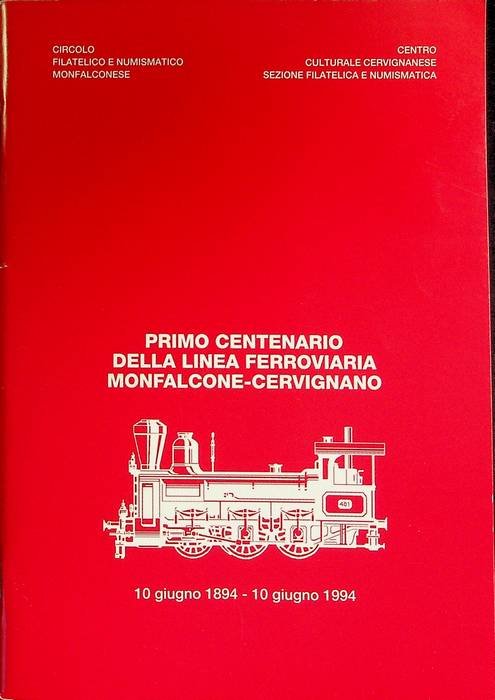 CIRCOLO
FILATELICO E NUMISMATICO
MONFALCONESE
CENTRO
CULTURALE CERVIGNANESE
SEZIONE FILATELICA E NUMISMATICA
PRIMO CENTENARIO
DELLA LINEA FERROVIARIA
MONFALCONE-CERVIGNANO
481
10 giugno 1894 - 10 giugno 1994